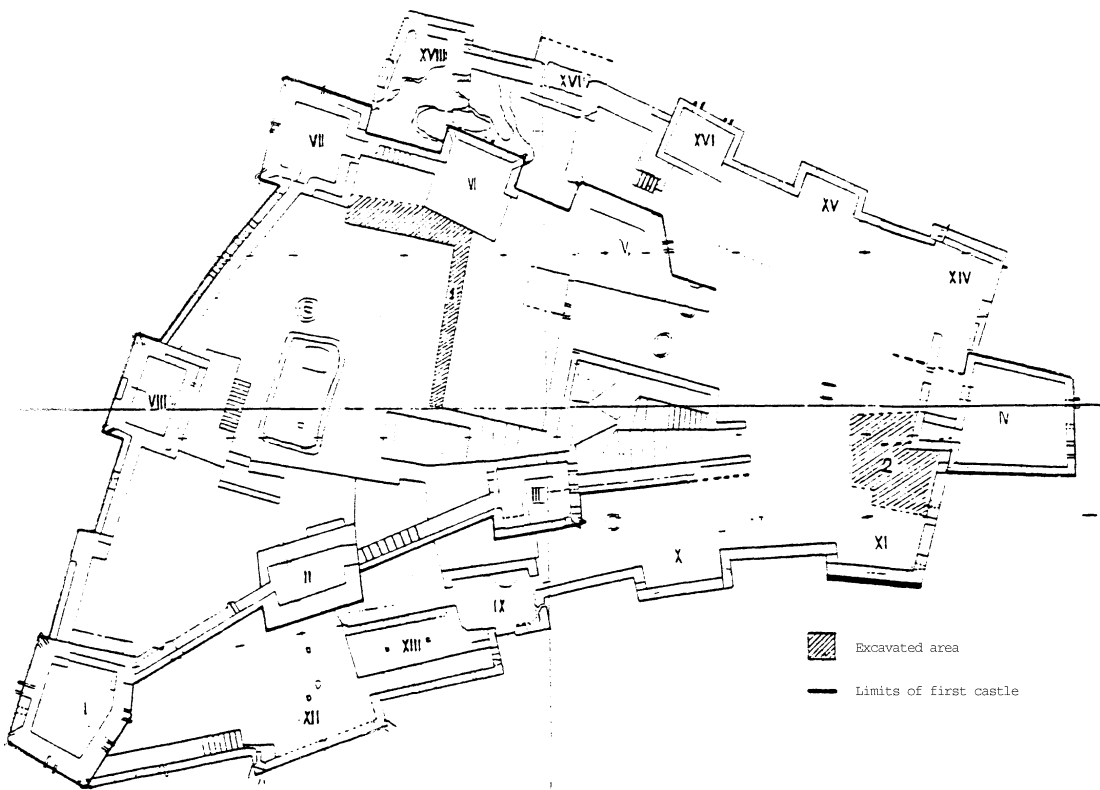 XVIII
XVI
XVI
VII
VI
XV
V
XIV
1
VIII
IV
2
III
X
XI
II
IX
XIII
Excavated area
I
Limits of first castle
XII